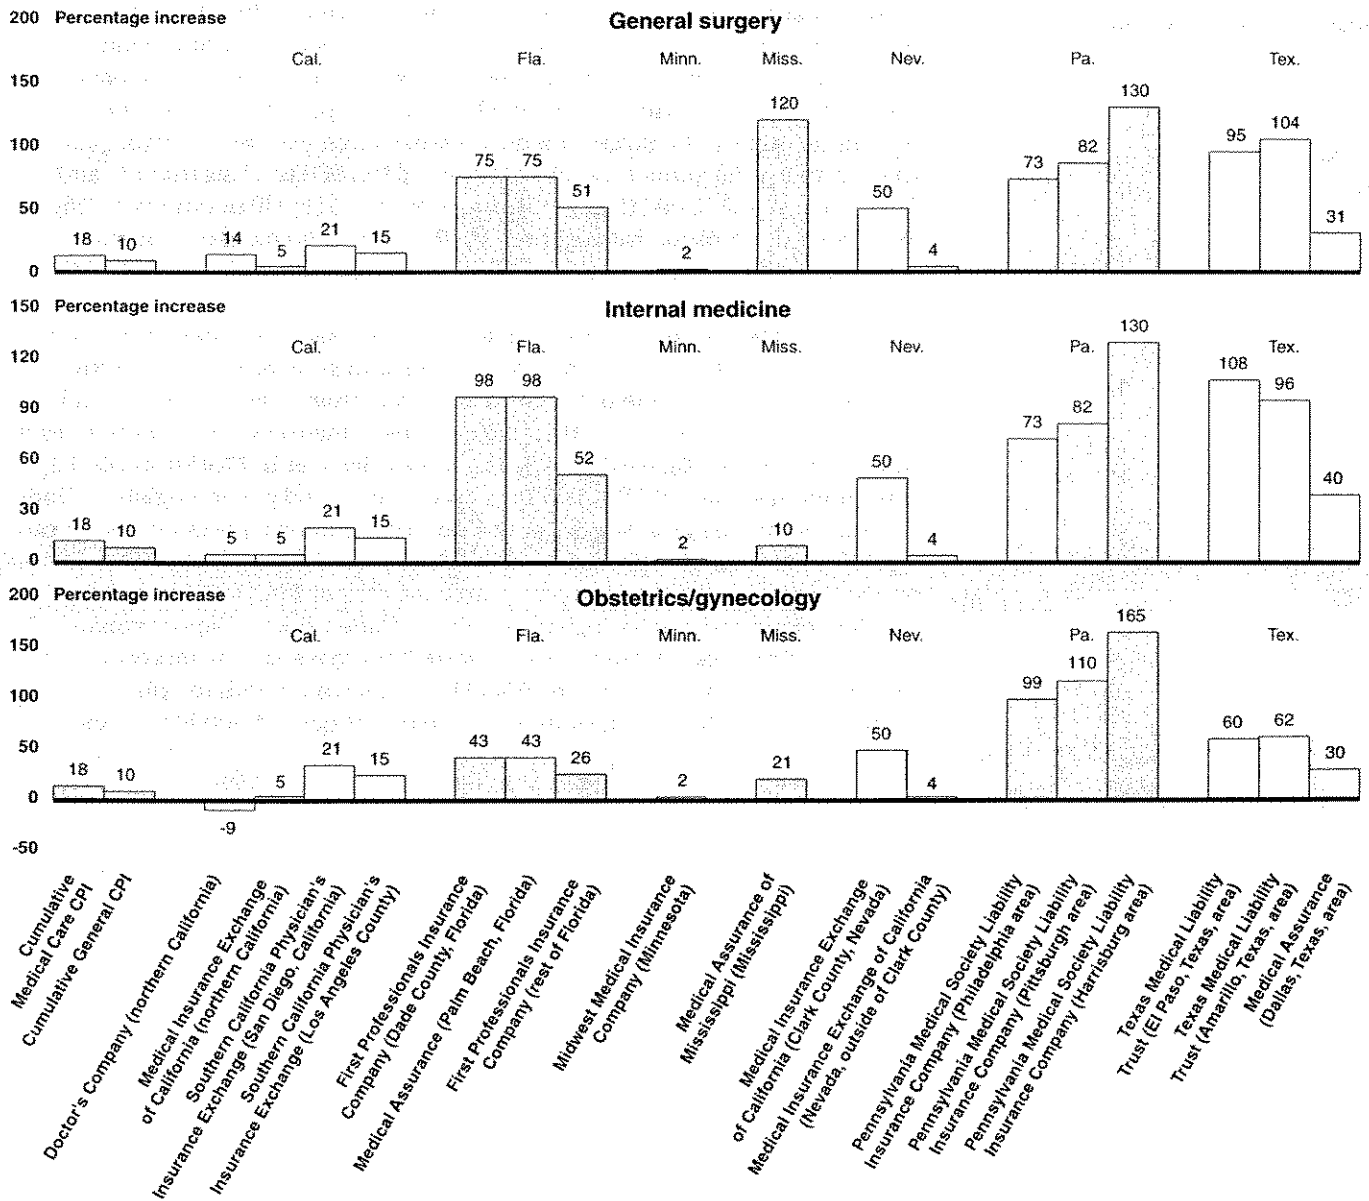 200 Percentage increase
General surgery
Cal. Fla. Minn. Miss. Nev. Pa. Tex.
150
100
50
0
18 10 14 5 21 15 75 75 51 2 120 50 4 73 82 130 95 104 31
150 Percentage increase
Internal medicine
Cal. Fla. Minn. Miss. Nev. Pa. Tex.
120
90
60
30
0
18 10 5 5 21 15 98 98 52 2 10 50 4 73 82 130 108 96 40
200 Percentage increase
Obstetrics/gynecology
Cal. Fla. Minn. Miss. Nev. Pa. Tex.
150
100
50
0
-50
18 10 -9 5 21 15 43 43 26 2 21 50 4 99 110 165 60 62 30
Cumulative
Medical Care CPI
Cumulative General CPI
Doctor's Company (northern California)
Medical Insurance Exchange
of California (northern California)
Southern California Physician's
Insurance Exchange (San Diego, California)
Southern California Physician's
Insurance Exchange (Los Angeles County)
First Professionals Insurance
Company (Dade County, Florida)
Medical Assurance (Palm Beach, Florida)
First Professionals Insurance
Company (rest of Florida)
Midwest Medical Insurance
Company (Minnesota)
Medical Assurance of
Mississippi (Mississippi)
Medical Insurance Exchange
of California (Clark County, Nevada)
Medical Insurance Exchange of California
(Nevada, outside of Clark County)
Pennsylvania Medical Society Liability
Insurance Company (Philadelphia area)
Pennsylvania Medical Society Liability
Insurance Company (Pittsburgh area)
Pennsylvania Medical Society Liability
Insurance Company (Harrisburg area)
Texas Medical Liability
Trust (El Paso, Texas, area)
Texas Medical Liability
Trust (Amarillo, Texas, area)
Medical Assurance
(Dallas, Texas, area)